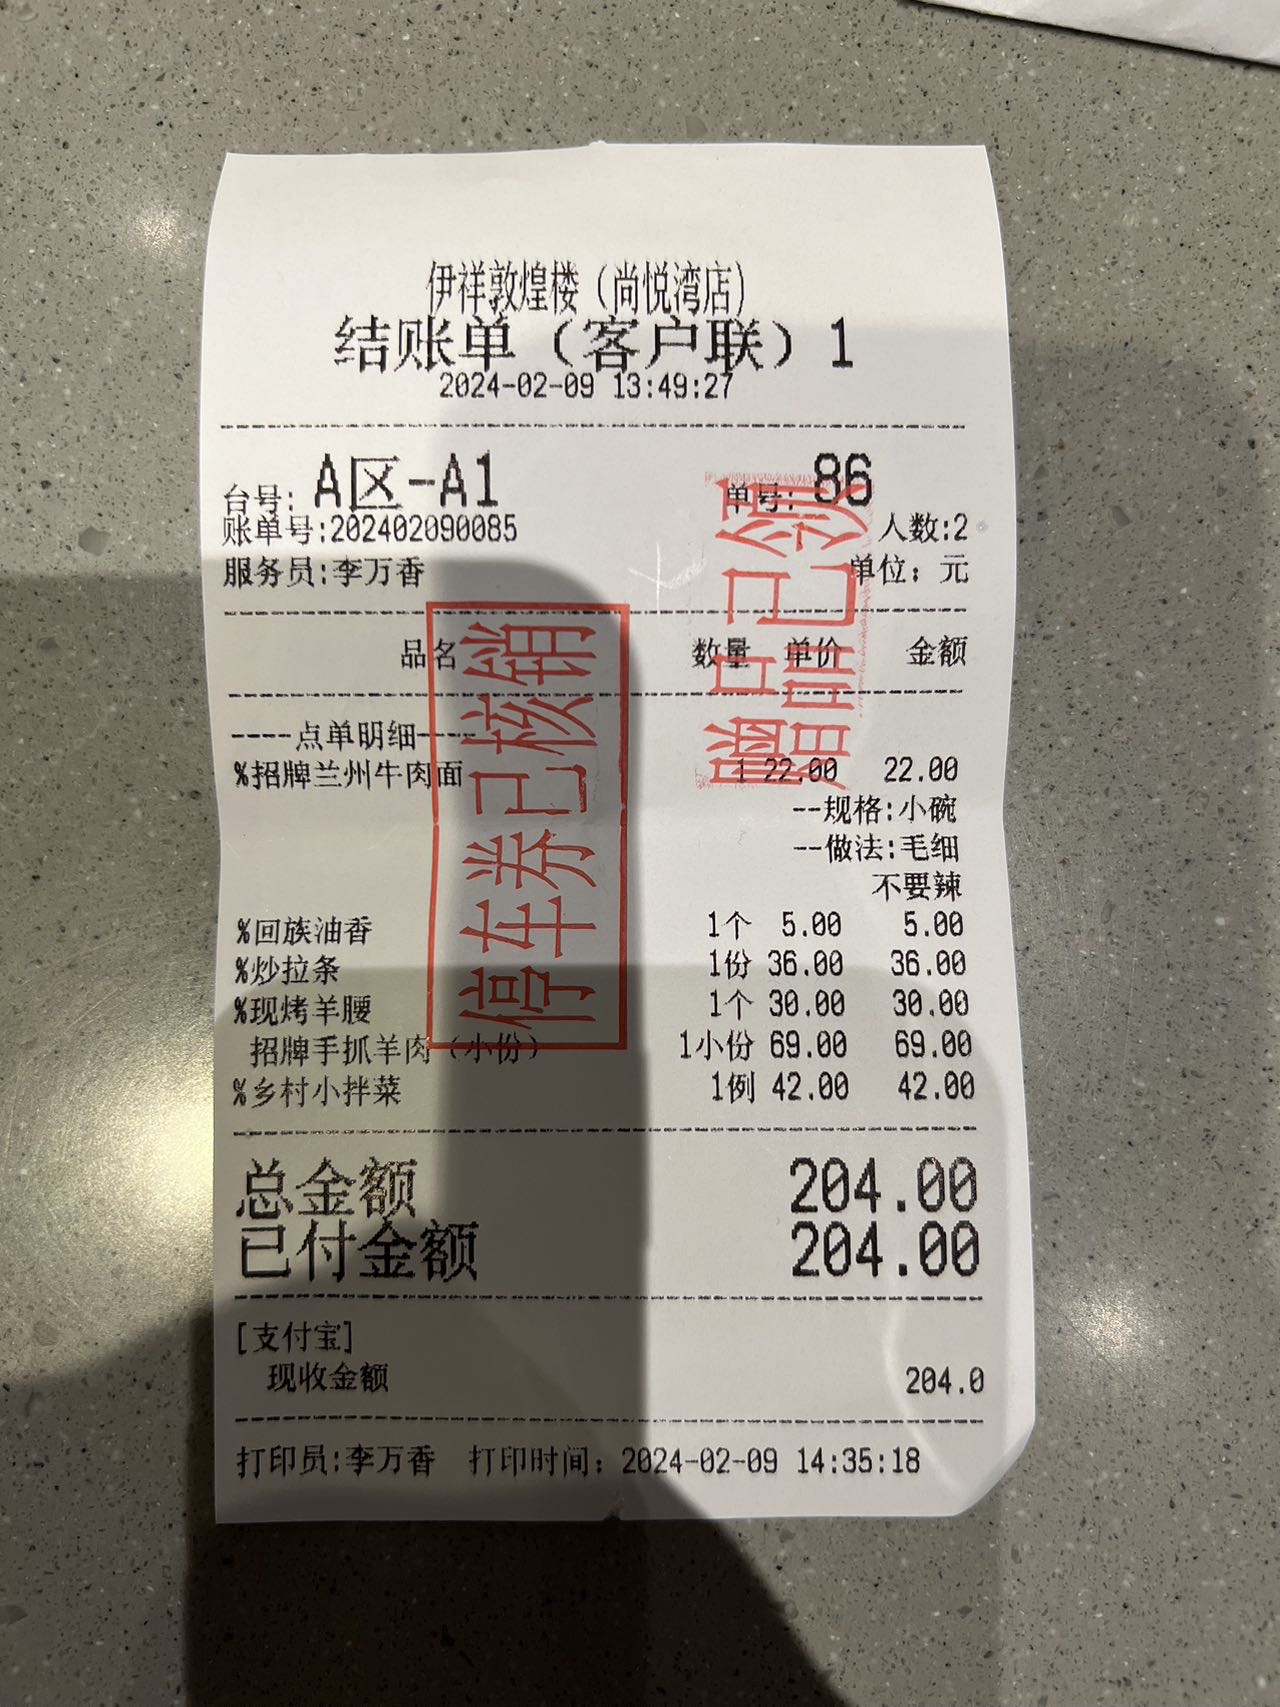 伊祥敦煌楼（尚悦湾店）
结账单（客户联）1
2024-02-09 13:49:27
台号: A区-A1 单号: 86
账单号:202402090085 人数:2
服务员:李万香 单位: 元
品名 数量 单价 金额
----点单明细----
%招牌兰州牛肉面 1 22.00 22.00
--规格:小碗
--做法:毛细
不要辣
%回族油香 1个 5.00 5.00
%炒拉条 1份 36.00 36.00
%现烤羊腰 1个 30.00 30.00
招牌手抓羊肉（小份） 1小份 69.00 69.00
%乡村小拌菜 1例 42.00 42.00
总金额 204.00
已付金额 204.00
[支付宝]
现收金额 204.0
打印员:李万香 打印时间: 2024-02-09 14:35:18
停车券已核销
已领